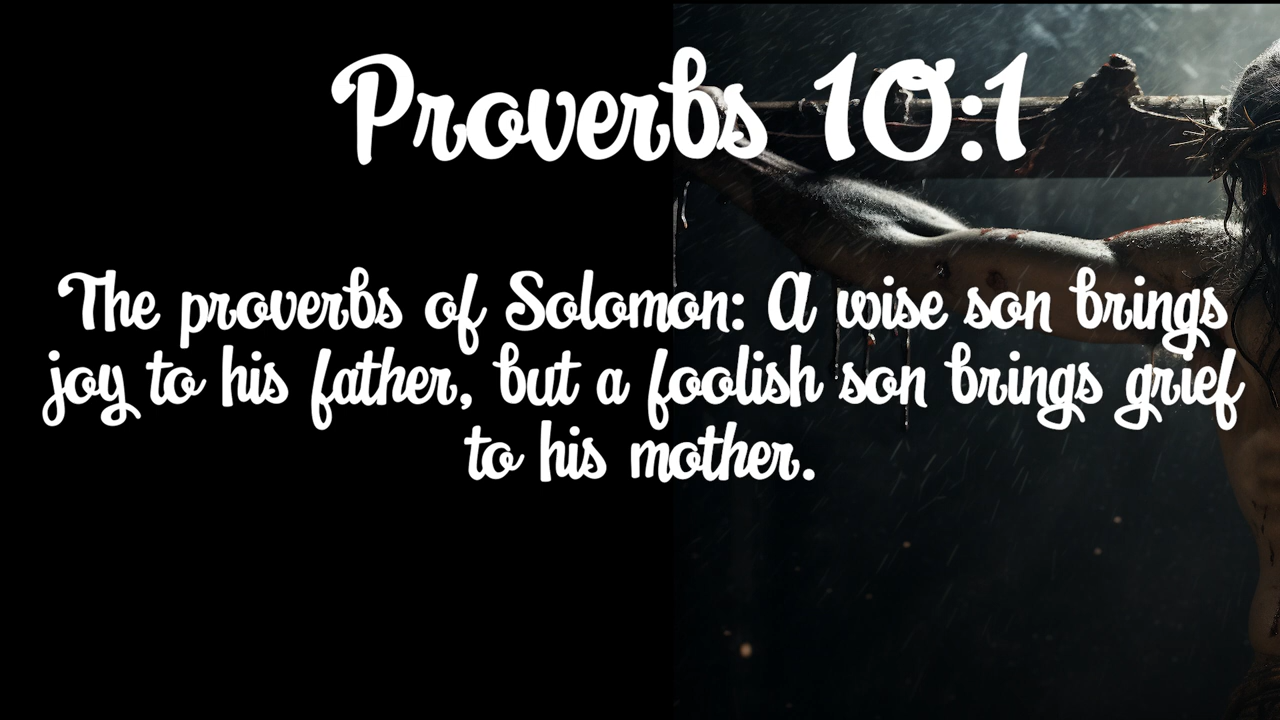 Proverbs 10:1
The proverbs of Solomon: A wise son brings
joy to his father, but a foolish son brings grief
to his mother.